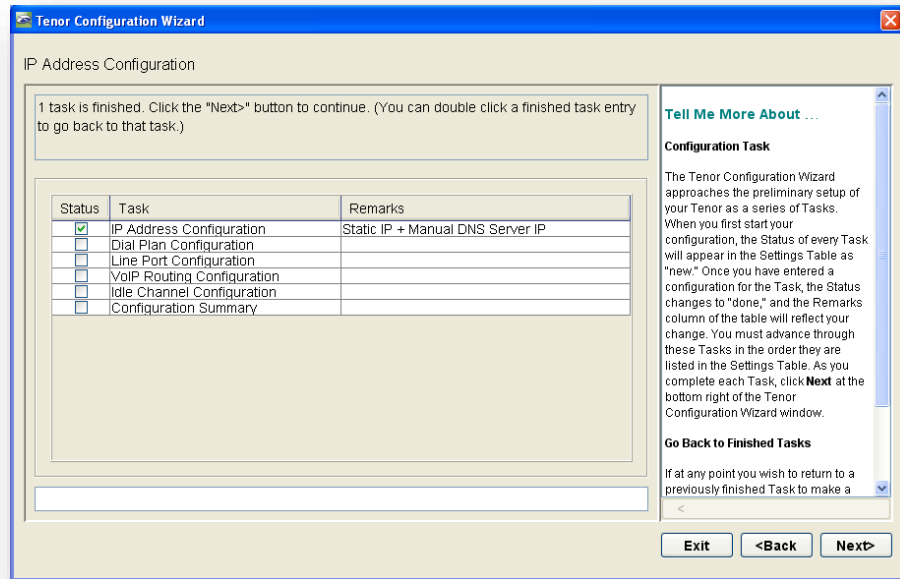 Tenor Configuration Wizard
IP Address Configuration
1 task is finished. Click the "Next>" button to continue. (You can double click a finished task entry
to go back to that task.)
Status Task Remarks
IP Address Configuration Static IP + Manual DNS Server IP
Dial Plan Configuration
Line Port Configuration
VoIP Routing Configuration
Idle Channel Configuration
Configuration Summary
Tell Me More About ...
Configuration Task
The Tenor Configuration Wizard
approaches the preliminary setup of
your Tenor as a series of Tasks.
When you first start your
configuration, the Status of every Task
will appear in the Settings Table as
"new." Once you have entered a
configuration for the Task, the Status
changes to "done," and the Remarks
column of the table will reflect your
change. You must advance through
these Tasks in the order they are
listed in the Settings Table. As you
complete each Task, click Next at the
bottom right of the Tenor
Configuration Wizard window.
Go Back to Finished Tasks
If at any point you wish to return to a
previously finished Task to make a
<
Exit <Back Next>